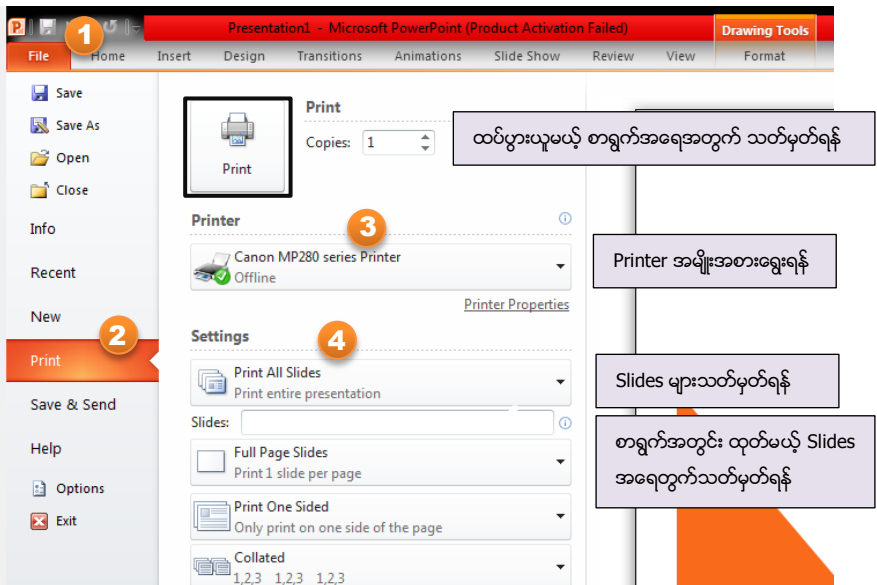 Presentation1 - Microsoft PowerPoint (Product Activation Failed)
Drawing Tools
1
File Home Insert Design Transitions Animations Slide Show Review View Format
Save
Save As
Open
Close
Info
Recent
New
2
Print
Save & Send
Help
Options
Exit
Print
Print
Copies: 1
ထပ်ပွားယူမယ့် စာရွက်အရေအတွက် သတ်မှတ်ရန်
Printer
3
Canon MP280 series Printer
Offline
Printer Properties
Printer အမျိုးအစားရွေးရန်
Settings
4
Print All Slides
Print entire presentation
Slides များသတ်မှတ်ရန်
Slides:
Full Page Slides
Print 1 slide per page
စာရွက်အတွင်း ထုတ်မယ့် Slides
အရေတွက်သတ်မှတ်ရန်
Print One Sided
Only print on one side of the page
Collated
1,2,3 1,2,3 1,2,3